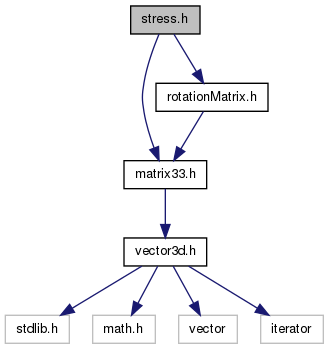 stress.h
rotationMatrix.h
matrix33.h
vector3d.h
stdlib.h
math.h
vector
iterator